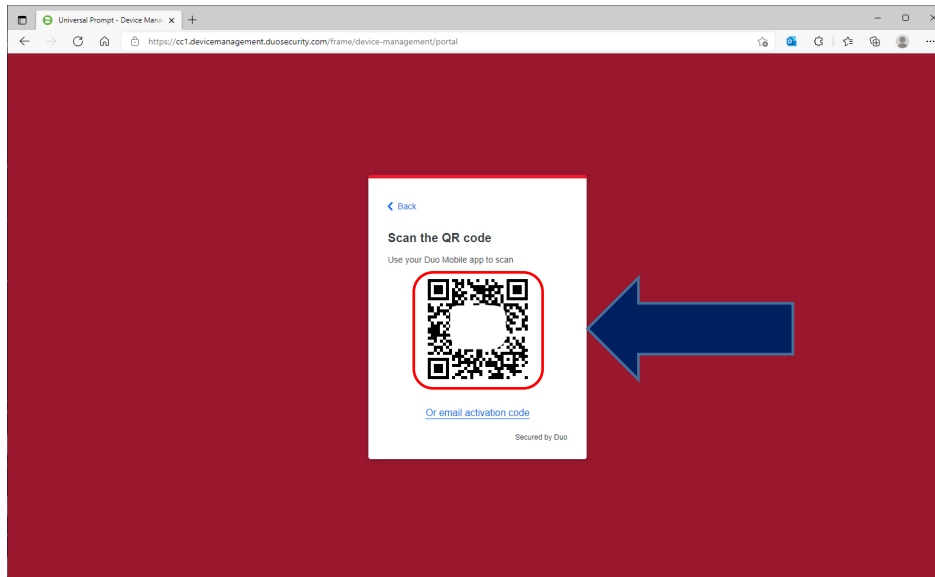 Universal Prompt - Device Mana
https://cc1.devicemanagement.duosecurity.com/frame/device-management/portal
Back
Scan the QR code
Use your Duo Mobile app to scan
Or email activation code
Secured by Duo